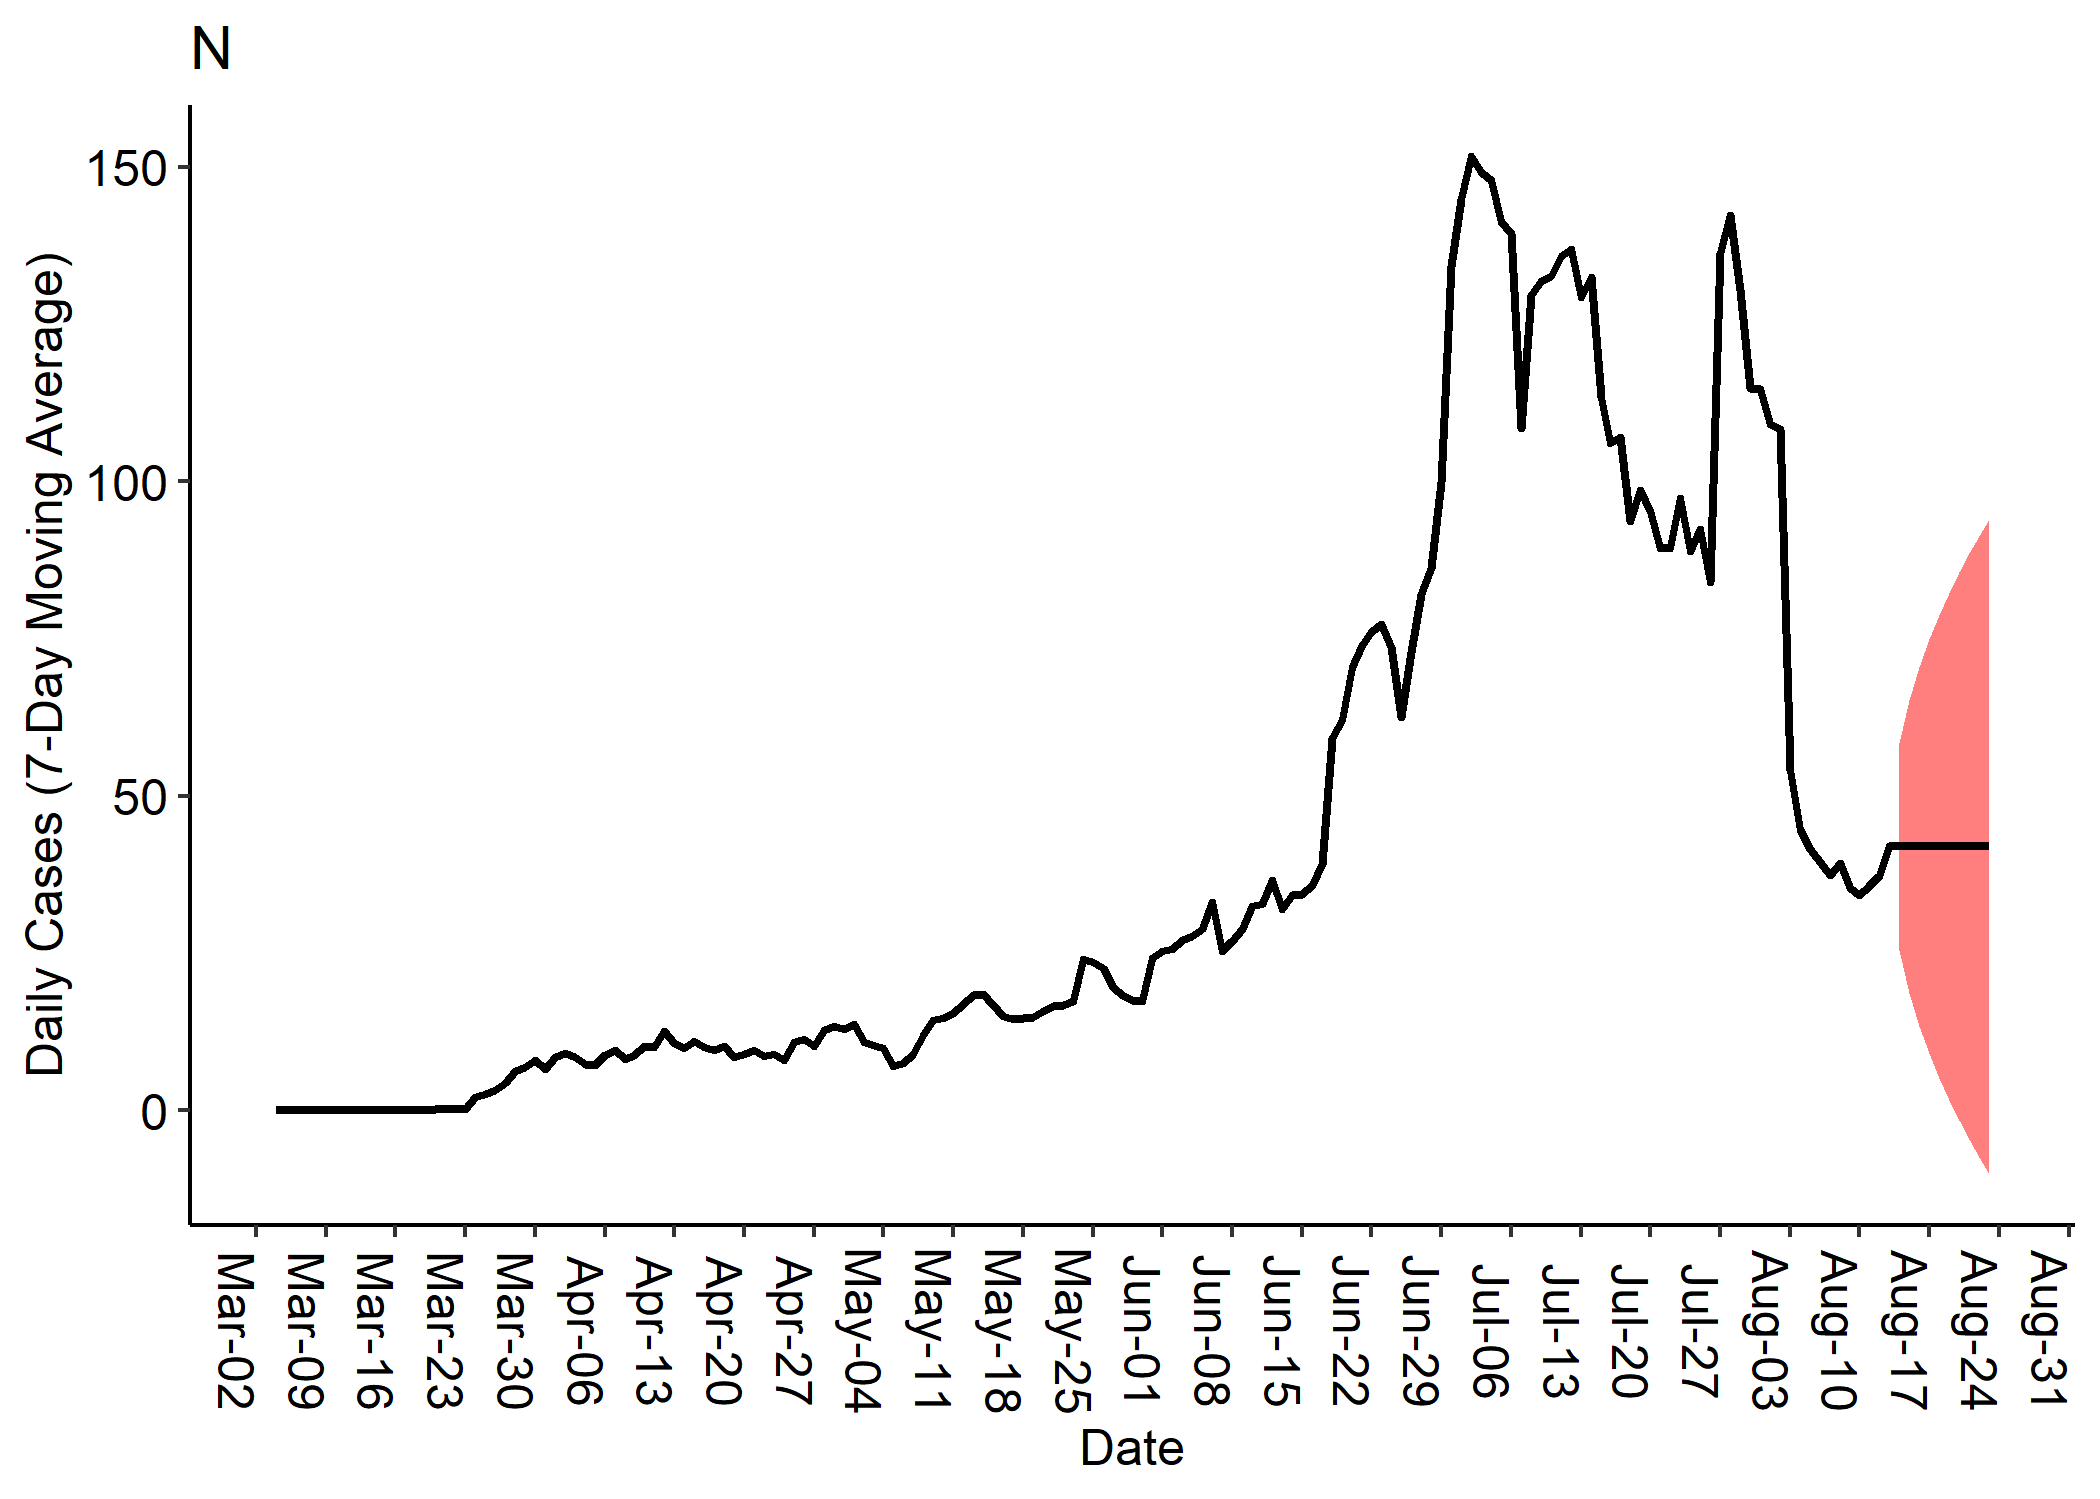 N
Daily Cases (7-Day Moving Average)
150
100
50
0
Mar-02
Mar-09
Mar-16
Mar-23
Mar-30
Apr-06
Apr-13
Apr-20
Apr-27
May-04
May-11
May-18
May-25
Jun-01
Jun-08
Jun-15
Jun-22
Jun-29
Jul-06
Jul-13
Jul-20
Jul-27
Aug-03
Aug-10
Aug-17
Aug-24
Aug-31
Date